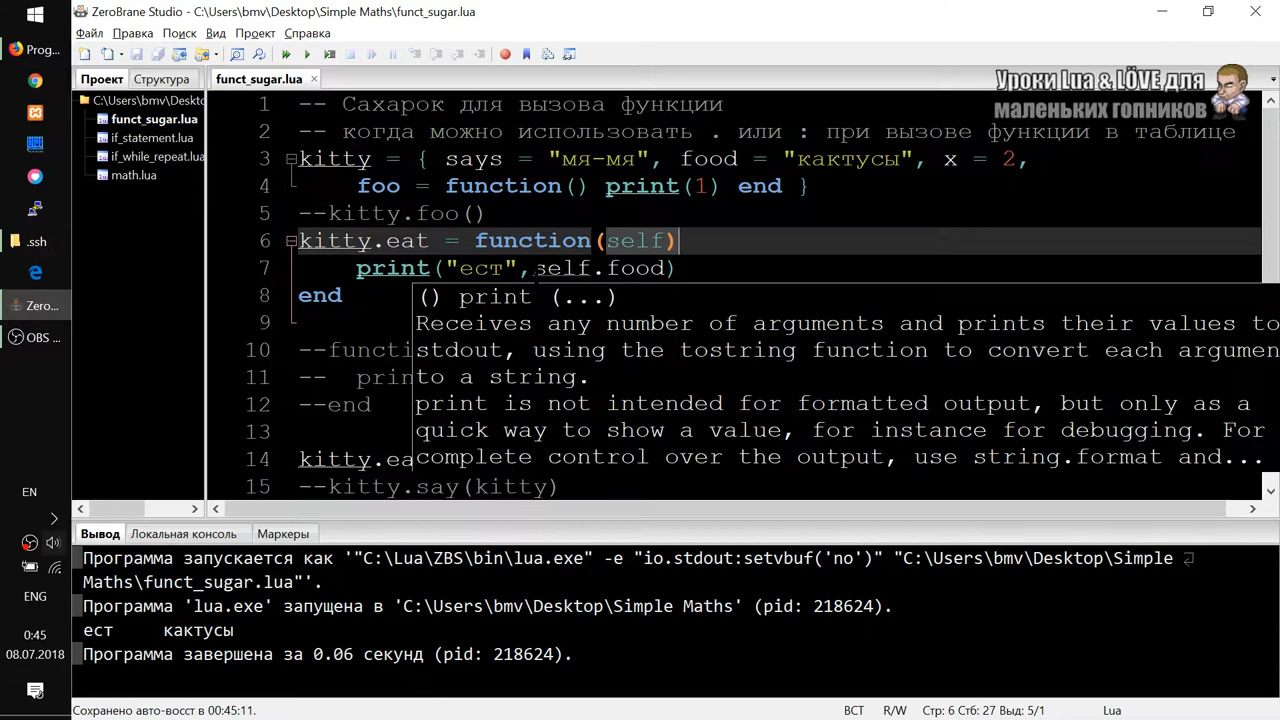 ZeroBrane Studio - C:\Users\bmv\Desktop\Simple Maths\funct_sugar.lua
Файл Правка Поиск Вид Проект Справка
Prog...
Проект Структура
funct_sugar.lua
Уроки Lua & LÖVE для
маленьких гопников
C:\Users\bmv\Deskto
funct_sugar.lua
if_statement.lua
if_while_repeat.lua
math.lua
1 -- Сахарок для вызова функции
2 -- когда можно использовать . или : при вызове функции в таблице
3 kitty = { says = "мя-мя", food = "кактусы", x = 2,
4 foo = function() print(1) end }
5 --kitty.foo()
6 kitty.eat = function(self)
7 print("ест",self.food)
8 end
9
10 --functi
11 -- prin
12 --end
13
14 kitty.ea
15 --kitty.say(kitty)
() print (...)
Receives any number of arguments and prints their values to
stdout, using the tostring function to convert each argumen
to a string.
print is not intended for formatted output, but only as a
quick way to show a value, for instance for debugging. For
complete control over the output, use string.format and...
.ssh
Zero...
OBS ...
EN
ENG
0:45
08.07.2018
Вывод Локальная консоль Маркеры
Программа запускается как '"C:\Lua\ZBS\bin\lua.exe" -e "io.stdout:setvbuf('no')" "C:\Users\bmv\Desktop\Simple
Maths\funct_sugar.lua"'.
Программа 'lua.exe' запущена в 'C:\Users\bmv\Desktop\Simple Maths' (pid: 218624).
ест кактусы
Программа завершена за 0.06 секунд (pid: 218624).
Сохранено авто-восст в 00:45:11.
ВСТ R/W Стр: 6 Стб: 27 Выд: 5/1 Lua